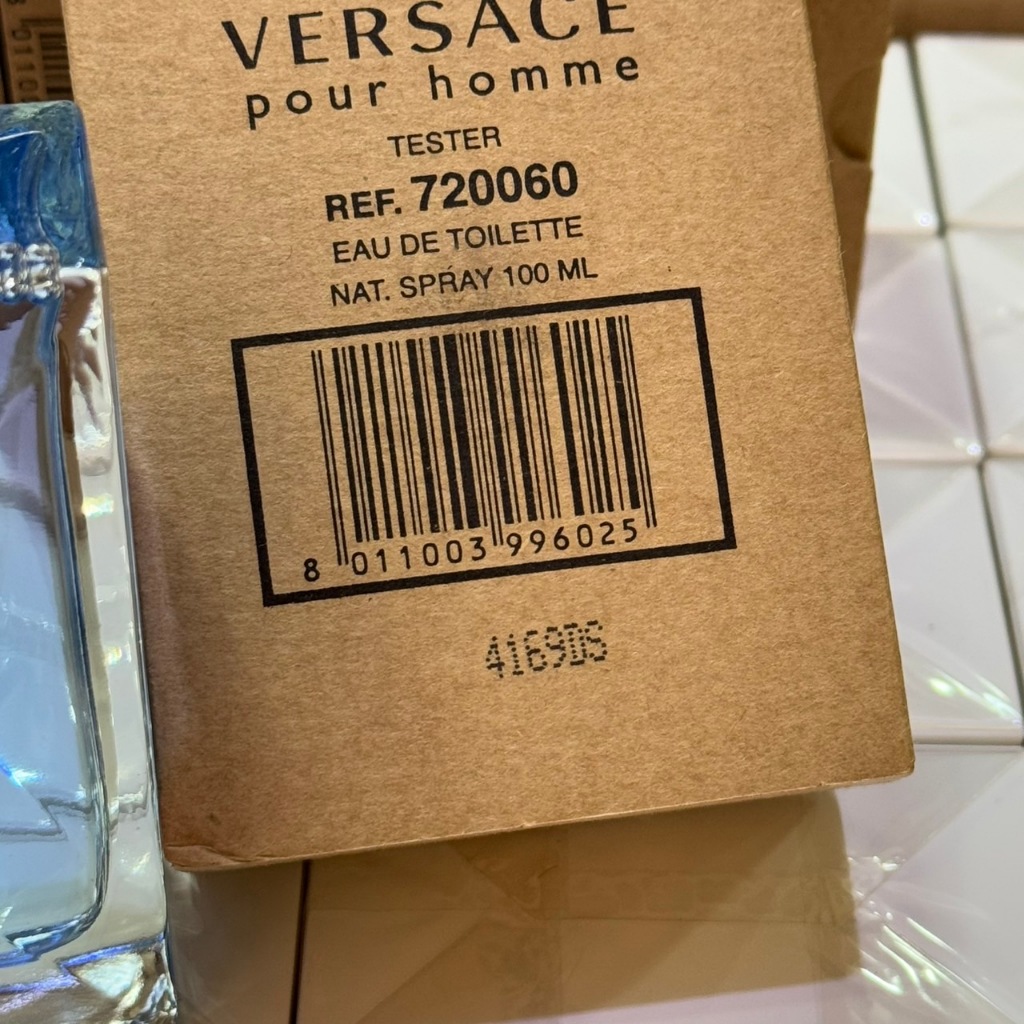 VERSACE
pour homme
TESTER
REF. 720060
EAU DE TOILETTE
NAT. SPRAY 100 ML
8 011003 996025
4169DS